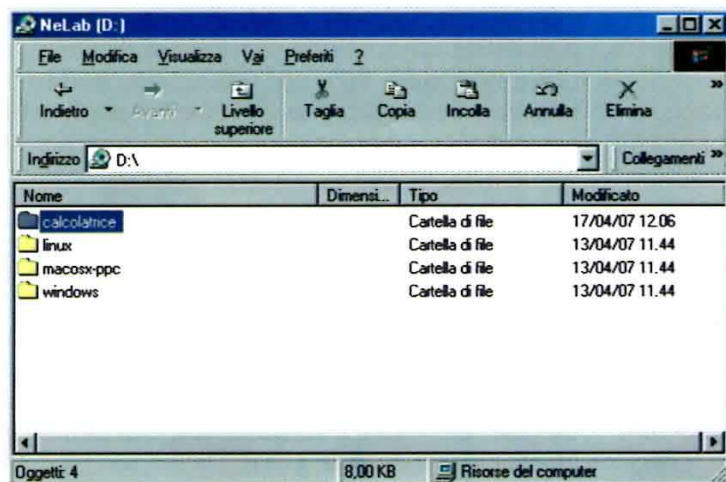 NeLab (D:)
File Modifica Visualizza Vai Preferiti ?
Indietro Avanti Livello superiore Taglia Copia Incolla Annulla Elimina »
Indirizzo D:\ Collegamenti »
Nome Dimensi... Tipo Modificato
calcolatrice Cartella di file 17/04/07 12.06
linux Cartella di file 13/04/07 11.44
macosx-ppc Cartella di file 13/04/07 11.44
windows Cartella di file 13/04/07 11.44
Oggetti: 4 8,00 KB Risorse del computer